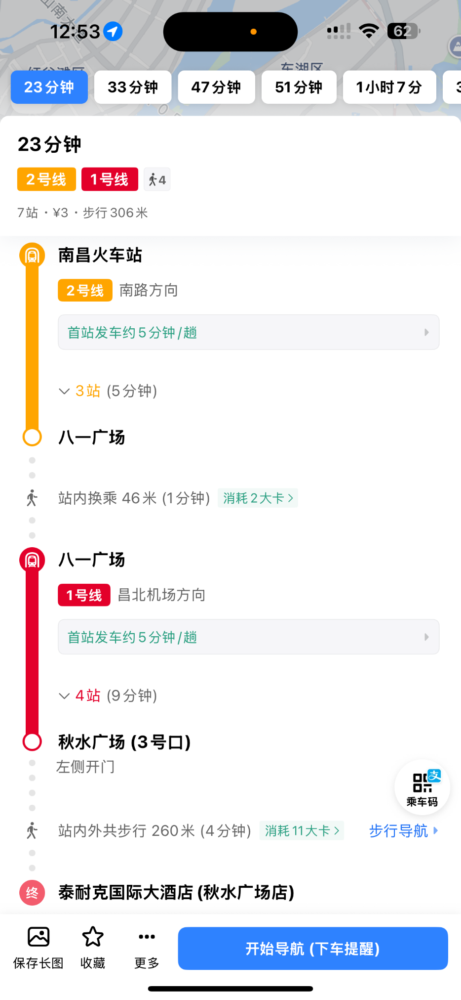 12:53
62
东湖区
23分钟
33分钟
47分钟
51分钟
1小时7分
23分钟
2号线 1号线 4
7站 · ¥3 · 步行306米
南昌火车站
2号线 南路方向
首站发车约5分钟/趟
3站 (5分钟)
八一广场
站内换乘 46米 (1分钟) 消耗2大卡
八一广场
1号线 昌北机场方向
首站发车约5分钟/趟
4站 (9分钟)
秋水广场 (3号口)
左侧开门
支
乘车码
站内外共步行 260米 (4分钟) 消耗11大卡 步行导航
终 泰耐克国际大酒店 (秋水广场店)
保存长图
收藏
更多
开始导航 (下车提醒)